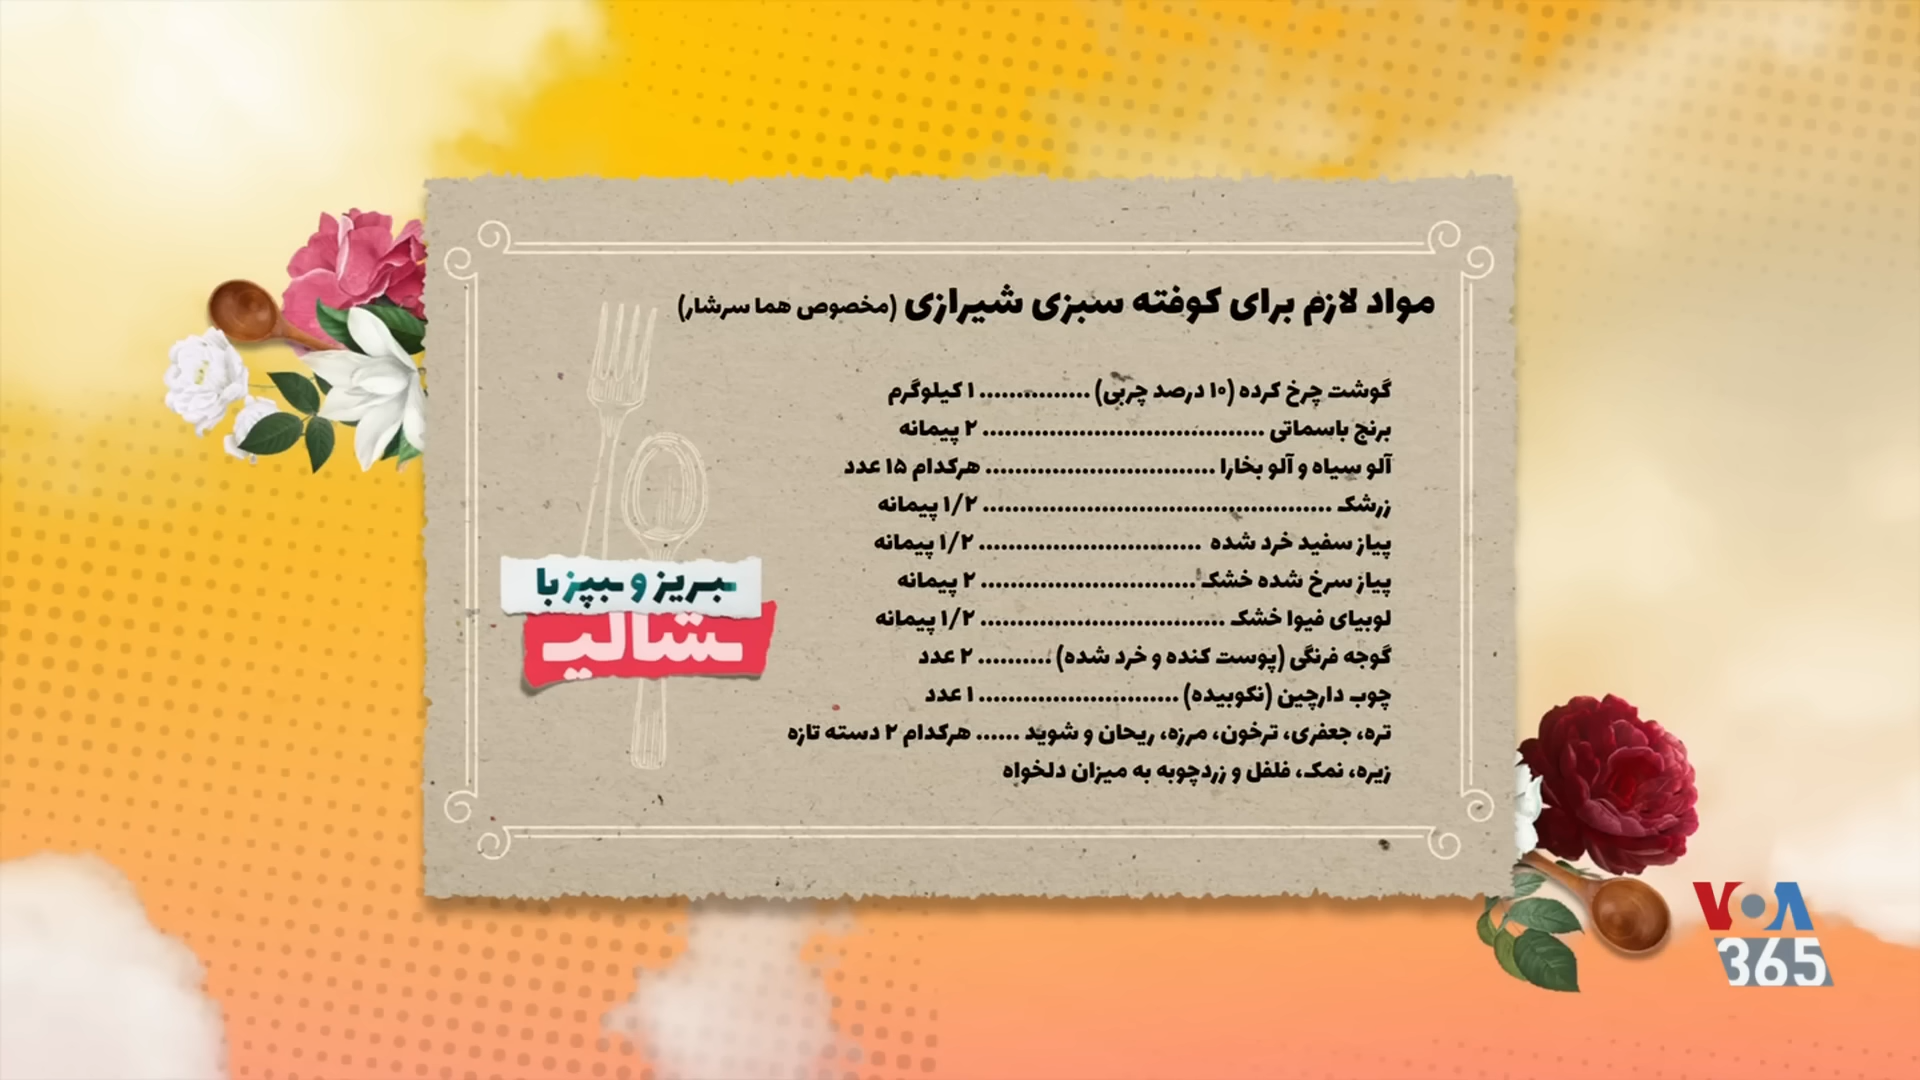 مواد لازم برای کوفته سبزی شیرازی (مخصوص هما سرشار)
گوشت چرخ کرده (۱۰ درصد چربی) ............... ۱ کیلوگرم
برنج باسماتی ...................................... ۲ پیمانه
آلو سیاه و آلو بخارا ............................... هرکدام ۱۵ عدد
زرشک ............................................... ۱/۲ پیمانه
پیاز سفید خرد شده .............................. ۱/۲ پیمانه
پیاز سرخ شده خشک ............................. ۲ پیمانه
لوبیای فیوا خشک ................................. ۱/۲ پیمانه
گوجه فرنگی (پوست کنده و خرد شده) .......... ۲ عدد
چوب دارچین (نکوبیده) ........................... ۱ عدد
تره، جعفری، ترخون، مرزه، ریحان و شوید ...... هرکدام ۲ دسته تازه
زیره، نمک، فلفل و زردچوبه به میزان دلخواه
ببریز و بپز با
شالی
VOA
365